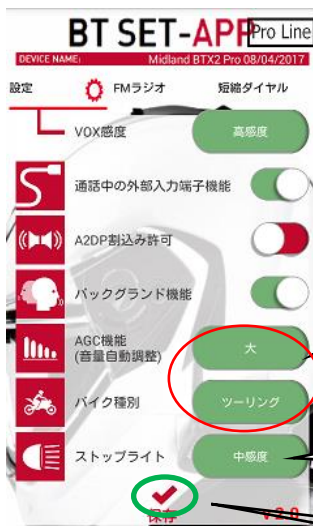 BT SET-APP Pro Line
DEVICE NAME: Midland BTX2 Pro 08/04/2017
設定 FMラジオ 短縮ダイヤル
VOX感度 高感度
通話中の外部入力端子機能
A2DP割込み許可
バックグランド機能
AGC機能 大
(音量自動調整)
バイク種別 ツーリング
ストップライト 中感度
保存 v 2.0